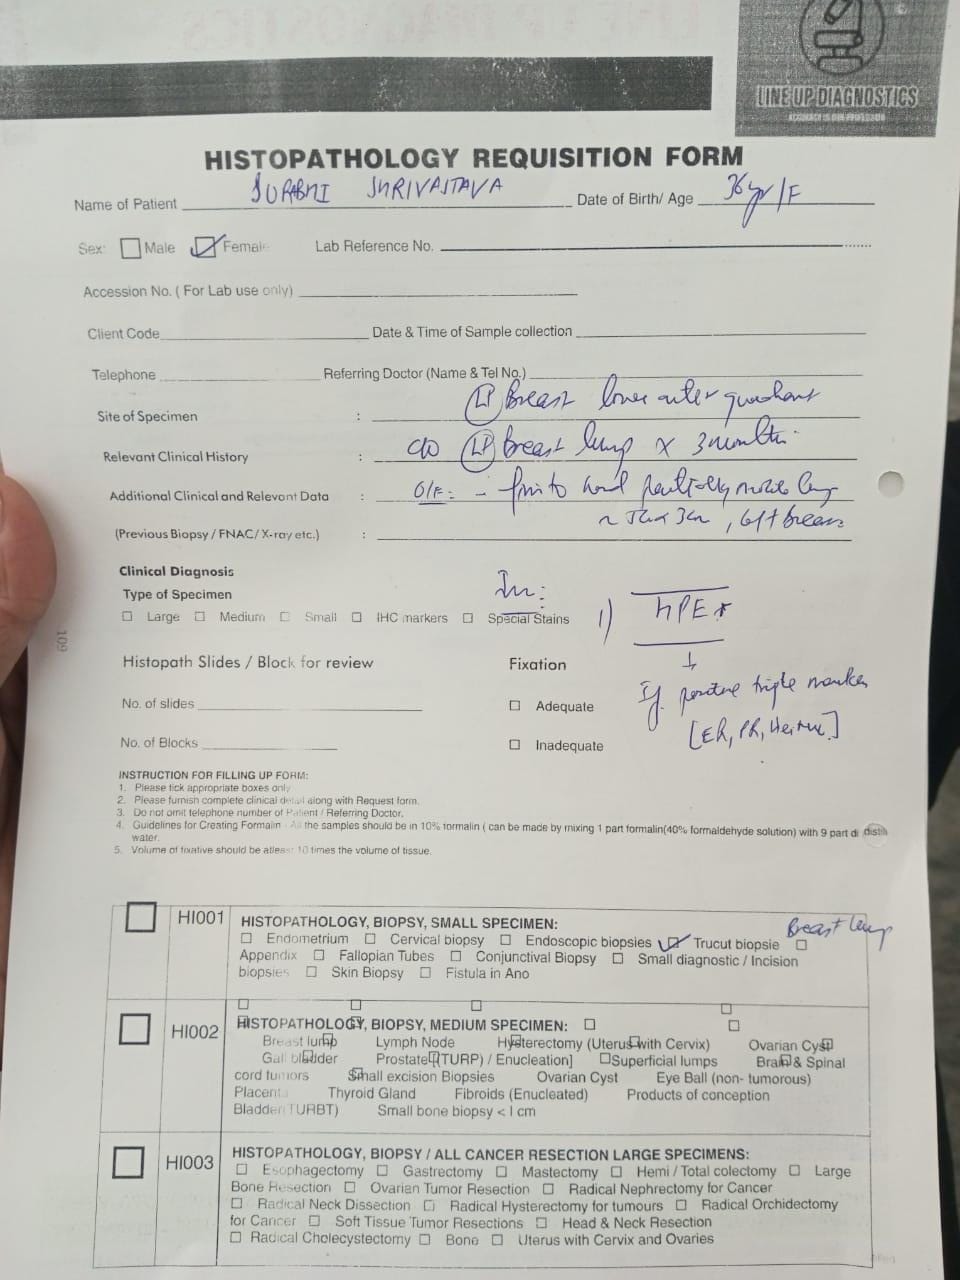 LINE UP DIAGNOSTICS
HISTOPATHOLOGY REQUISITION FORM
Name of Patient SURABHI SHRIVASTAVA Date of Birth/ Age 36 yr/F
Sex: Male Female Lab Reference No.
Accession No. ( For Lab use only)
Client Code Date & Time of Sample collection
Telephone Referring Doctor (Name & Tel No.)
Site of Specimen : Breast lower outer quadrant
Relevant Clinical History : c/o Breast lump x 3 months
Additional Clinical and Relevant Data : O/E: - firm to hard partially mobile lump
~ 3cm, left breast
(Previous Biopsy / FNAC/ X-ray etc.) :
Clinical Diagnosis
Type of Specimen
Large Medium Small IHC markers Special Stains
1) HPE
Histopath Slides / Block for review Fixation
If positive triple marker
No. of slides Adequate
[ER, PR, Her2neu]
No. of Blocks Inadequate
INSTRUCTION FOR FILLING UP FORM:
1. Please tick appropriate boxes only
2. Please furnish complete clinical detail along with Request form.
3. Do not omit telephone number of Patient / Referring Doctor.
4. Guidelines for Creating Formalin - All the samples should be in 10% formalin ( can be made by mixing 1 part formalin(40% formaldehyde solution) with 9 part di distill
water.
5. Volume of fixative should be atleast 10 times the volume of tissue.
HI001 HISTOPATHOLOGY, BIOPSY, SMALL SPECIMEN: Breast lump
Endometrium Cervical biopsy Endoscopic biopsies Trucut biopsie
Appendix Fallopian Tubes Conjunctival Biopsy Small diagnostic / Incision
biopsies Skin Biopsy Fistula in Ano
HI002 HISTOPATHOLOGY, BIOPSY, MEDIUM SPECIMEN:
Breast lump Lymph Node Hysterectomy (Uterus with Cervix) Ovarian Cyst
Gall bladder Prostate [(TURP) / Enucleation] Superficial lumps Brain & Spinal
cord tumors Small excision Biopsies Ovarian Cyst Eye Ball (non- tumorous)
Placenta Thyroid Gland Fibroids (Enucleated) Products of conception
Bladder TURBT) Small bone biopsy < 1 cm
HI003 HISTOPATHOLOGY, BIOPSY / ALL CANCER RESECTION LARGE SPECIMENS:
Esophagectomy Gastrectomy Mastectomy Hemi / Total colectomy Large
Bone Resection Ovarian Tumor Resection Radical Nephrectomy for Cancer
Radical Neck Dissection Radical Hysterectomy for tumours Radical Orchidectomy
for Cancer Soft Tissue Tumor Resections Head & Neck Resection
Radical Cholecystectomy Bone Uterus with Cervix and Ovaries
109